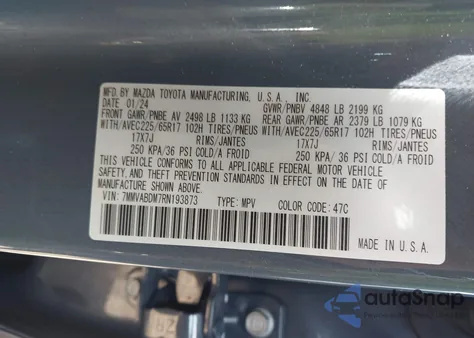 MFD. BY MAZDA TOYOTA MANUFACTURING, U.S.A., INC.
DATE 01/24 GVWR/PNBV 4848 LB 2199 KG
FRONT GAWR/PNBE AV 2498 LB 1133 KG REAR GAWR/PNBE AR 2379 LB 1079 KG
WITH/AVEC225/65R17 102H TIRES/PNEUS WITH/AVEC225/65R17 102H TIRES/PNEUS
17X7J RIMS/JANTES 17X7J RIMS/JANTES
250 KPA/36 PSI COLD/A FROID 250 KPA/36 PSI COLD/A FROID
THIS VEHICLE CONFORMS TO ALL APPLICABLE FEDERAL MOTOR VEHICLE
SAFETY, AND THEFT PREVENTION STANDARDS IN EFFECT ON THE DATE OF
MANUFACTURE SHOWN ABOVE.
VIN: 7MMVABDM7RN193873 TYPE: MPV COLOR CODE: 47C
autoSnap